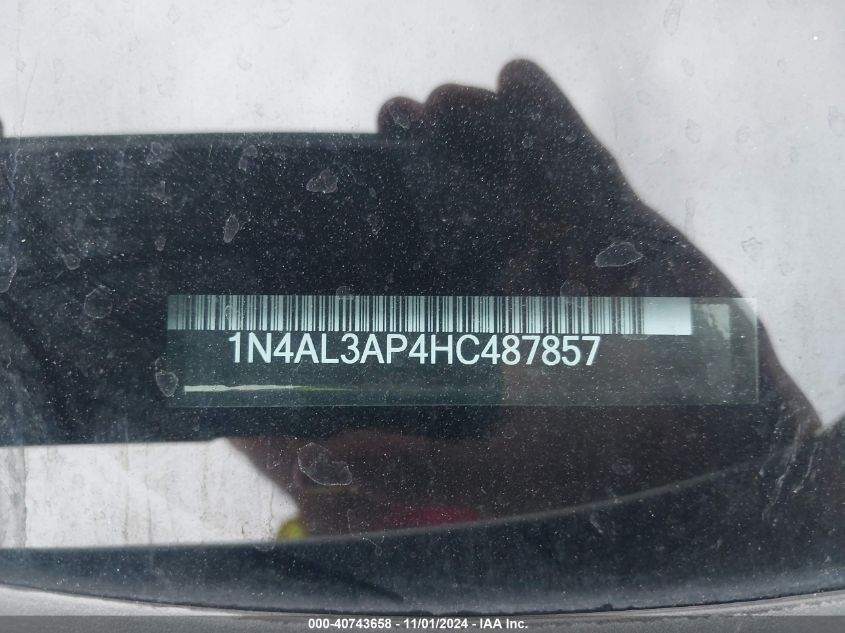 1N4AL3AP4HC487857
000-40743658 - 11/01/2024 - IAA Inc.